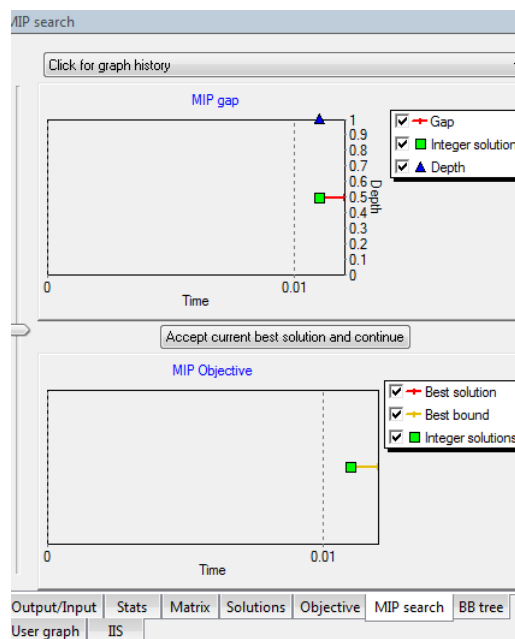 MIP search
Click for graph history
MIP gap
Gap
Integer solution
Depth
1
0.9
0.8
0.7
0.6
0.5
0.4
0.3
0.2
0.1
0
Depth
0
0.01
Time
Accept current best solution and continue
MIP Objective
Best solution
Best bound
Integer solutions
0
0.01
Time
Output/Input Stats Matrix Solutions Objective MIP search BB tree
User graph IIS